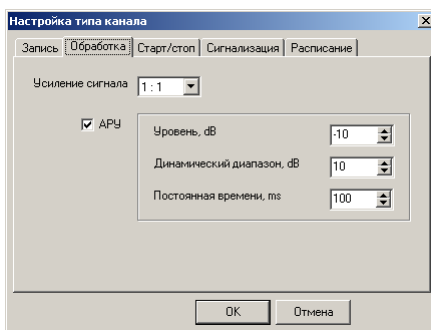 Настройка типа канала
Запись Обработка Старт/стоп Сигнализация Расписание
Усиление сигнала 1 : 1
АРУ
Уровень, dB -10
Динамический диапазон, dB 10
Постоянная времени, ms 100
OK Отмена